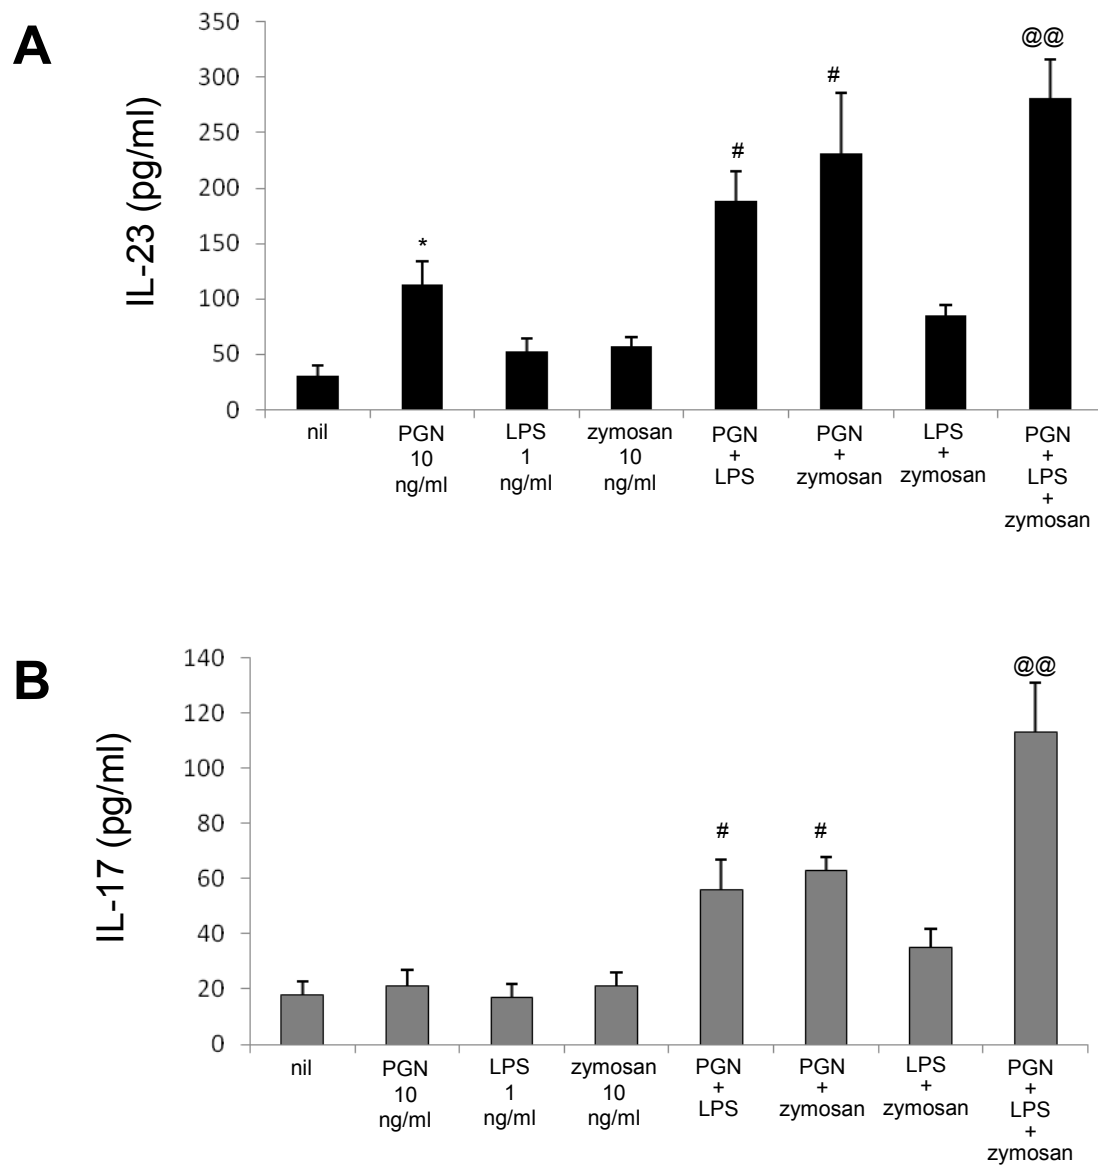 A
IL-23 (pg/ml)
350
300
250
200
150
100
50
0
*
#
#
@@
nil
PGN
10
ng/ml
LPS
1
ng/ml
zymosan
10
ng/ml
PGN
+
LPS
PGN
+
zymosan
LPS
+
zymosan
PGN
+
LPS
+
zymosan
B
IL-17 (pg/ml)
140
120
100
80
60
40
20
0
#
#
@@
nil
PGN
10
ng/ml
LPS
1
ng/ml
zymosan
10
ng/ml
PGN
+
LPS
PGN
+
zymosan
LPS
+
zymosan
PGN
+
LPS
+
zymosan